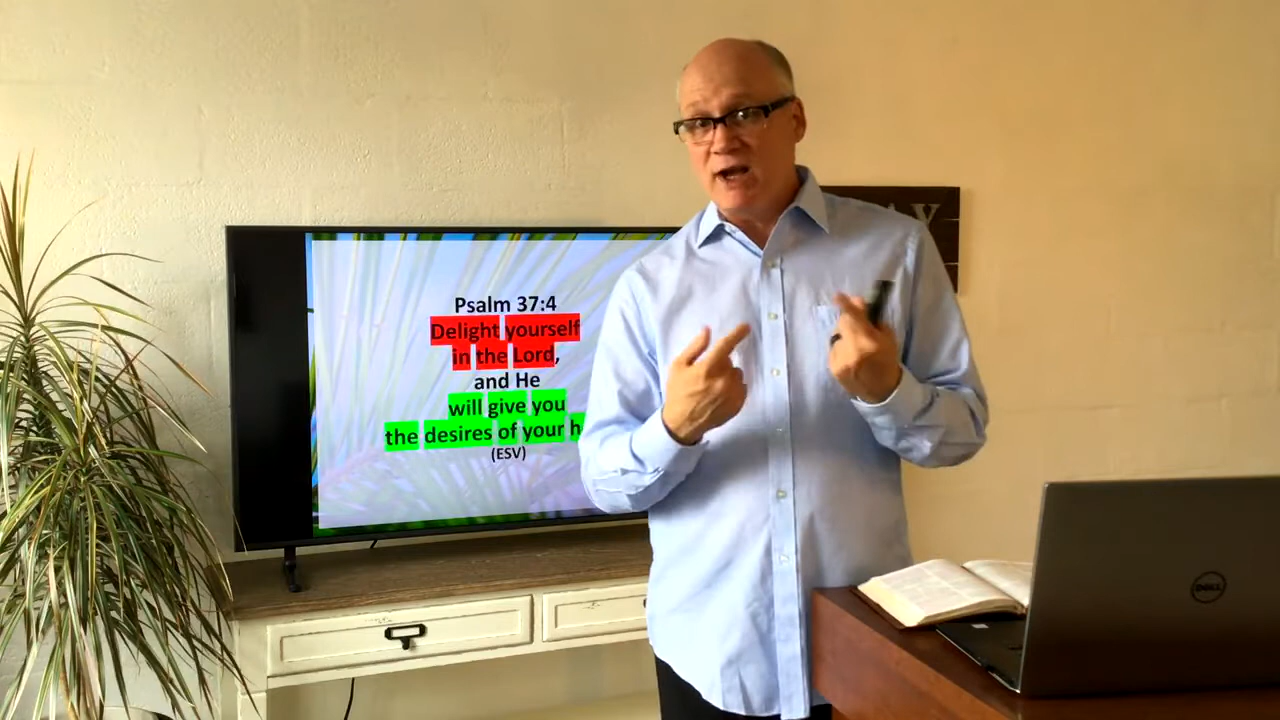 Psalm 37:4
Delight yourself
in the Lord,
and He
will give you
the desires of your h
(ESV)
AY
DELL